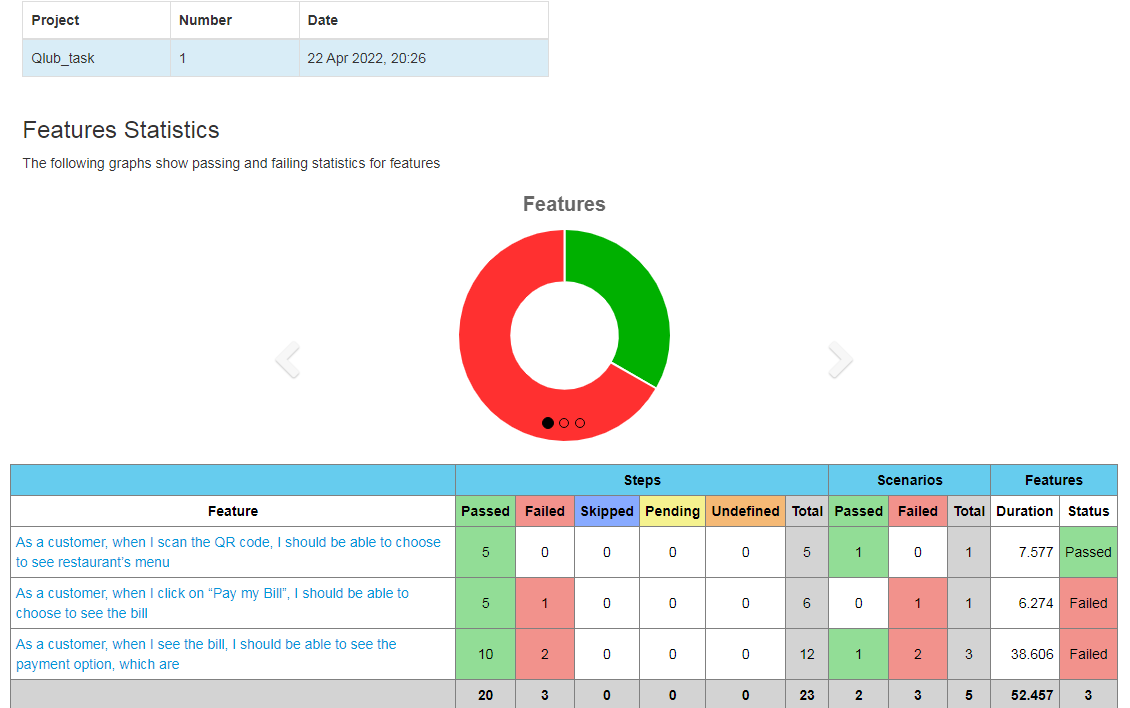 Project Number Date
Qlub_task 1 22 Apr 2022, 20:26
Features Statistics
The following graphs show passing and failing statistics for features
Features
Steps Scenarios Features
Feature Passed Failed Skipped Pending Undefined Total Passed Failed Total Duration Status
As a customer, when I scan the QR code, I should be able to choose
to see restaurant's menu 5 0 0 0 0 5 1 0 1 7.577 Passed
As a customer, when I click on “Pay my Bill”, I should be able to
choose to see the bill 5 1 0 0 0 6 0 1 1 6.274 Failed
As a customer, when I see the bill, I should be able to see the
payment option, which are 10 2 0 0 0 12 1 2 3 38.606 Failed
20 3 0 0 0 23 2 3 5 52.457 3